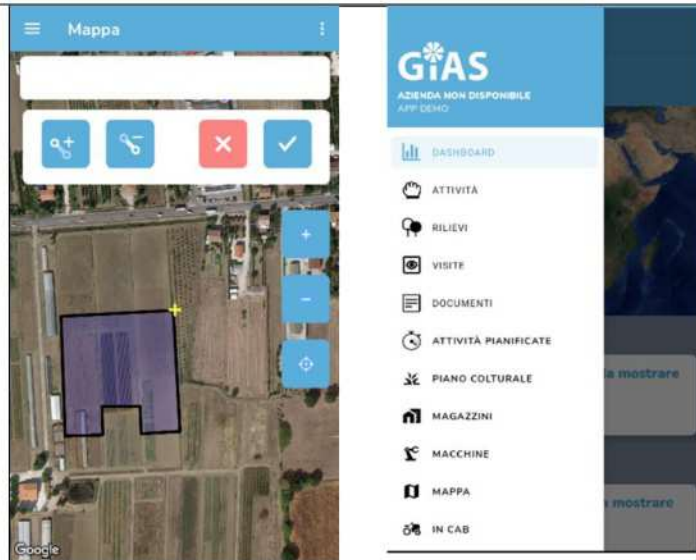 Mappa
Google
GIAS
AZIENDA NON DISPONIBILE
APP DEMO
DASHBOARD
ATTIVITÀ
RILIEVI
VISITE
DOCUMENTI
ATTIVITÀ PIANIFICATE
PIANO COLTURALE
MAGAZZINI
MACCHINE
MAPPA
IN CAB
da mostrare
a mostrare